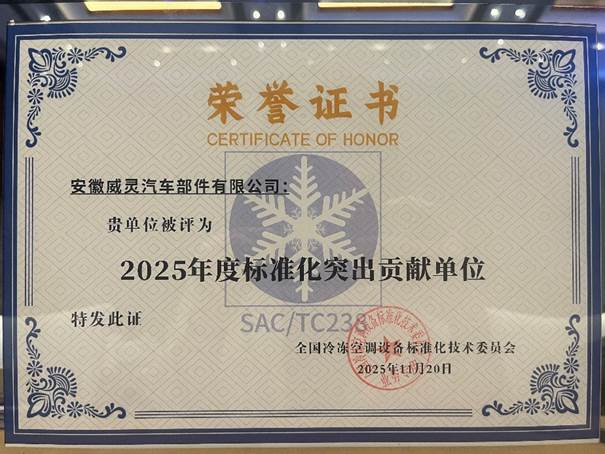 荣誉证书
CERTIFICATE OF HONOR
安徽威灵汽车部件有限公司：
贵单位被评为
2025年度标准化突出贡献单位
特发此证
SAC/TC238
全国冷冻空调设备标准化技术委员会
2025年11月20日